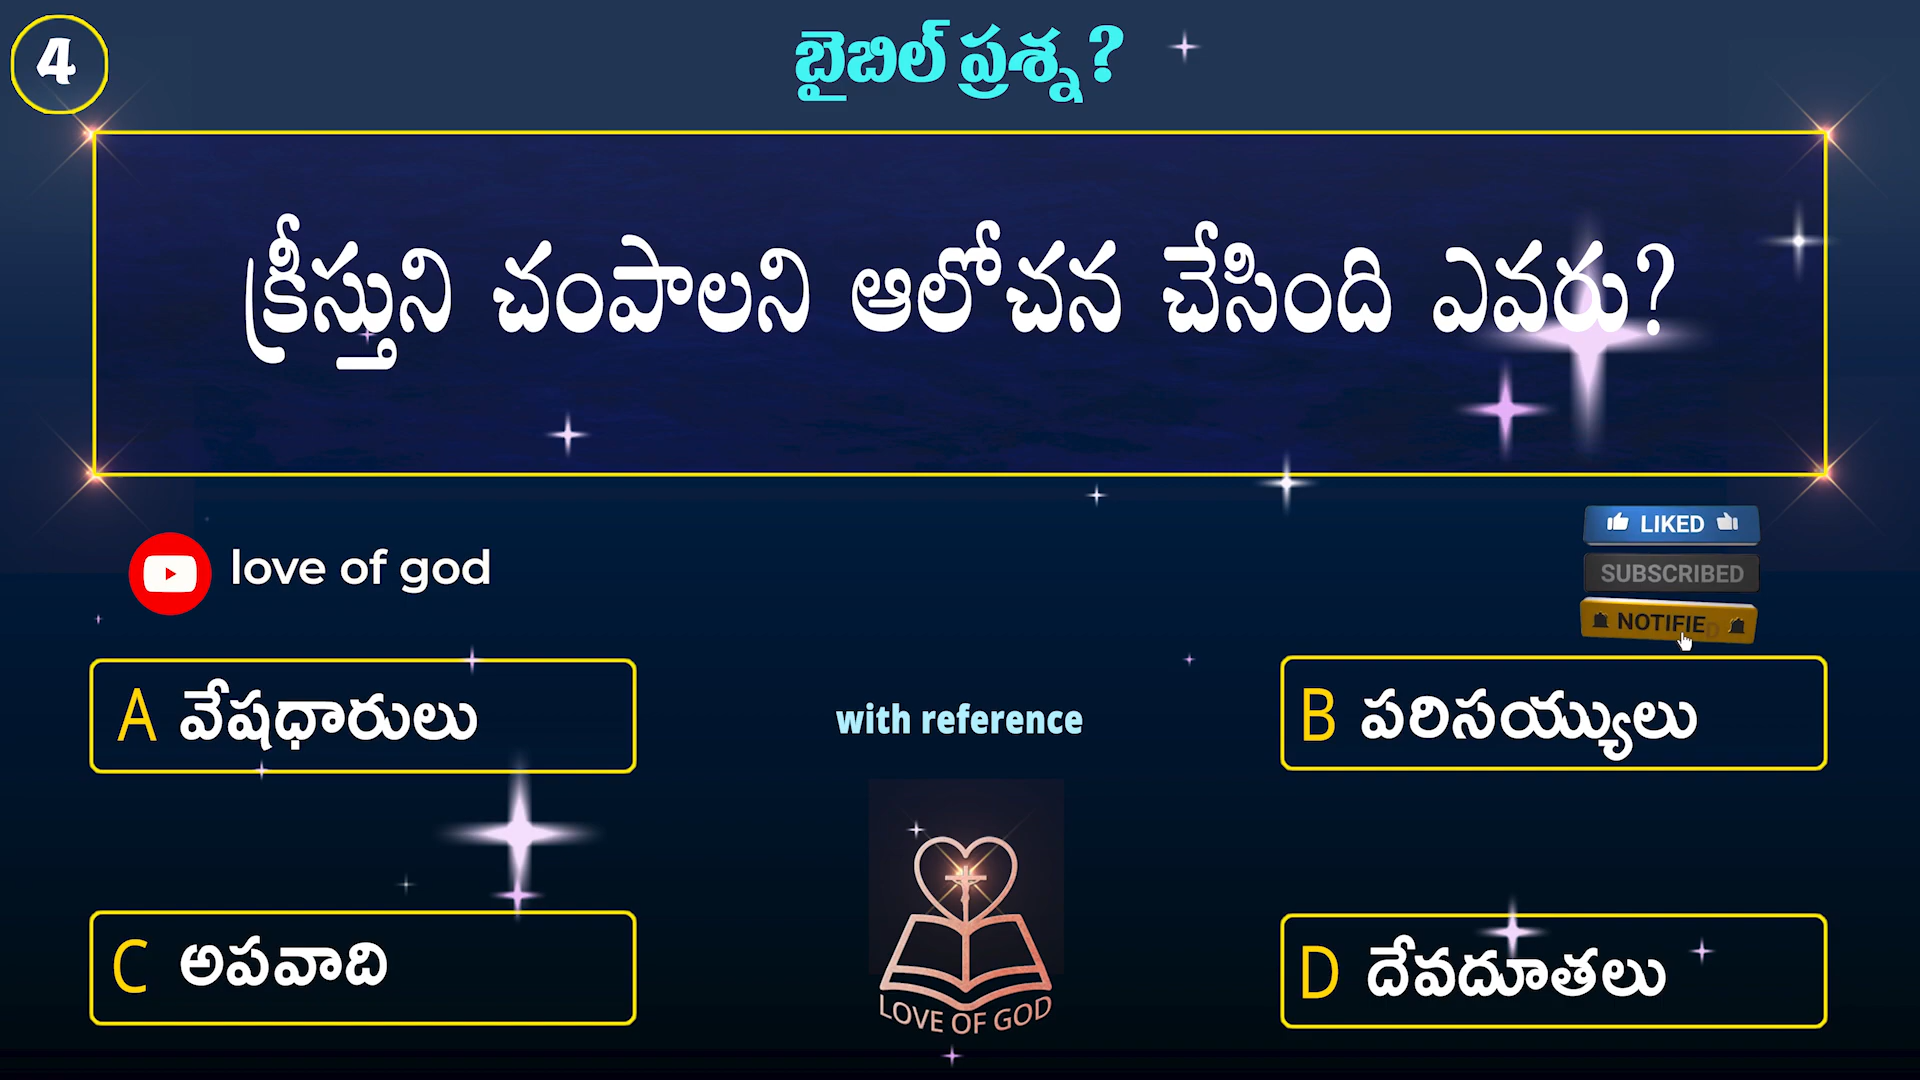 4
బైబిల్ ప్రశ్న?
క్రీస్తుని చంపాలని ఆలోచన చేసింది ఎవరు?
love of god
LIKED
SUBSCRIBED
NOTIFIED
A వేషధారులు
with reference
B పరిసయ్యులు
C అపవాది
D దేవదూతలు
LOVE OF GOD